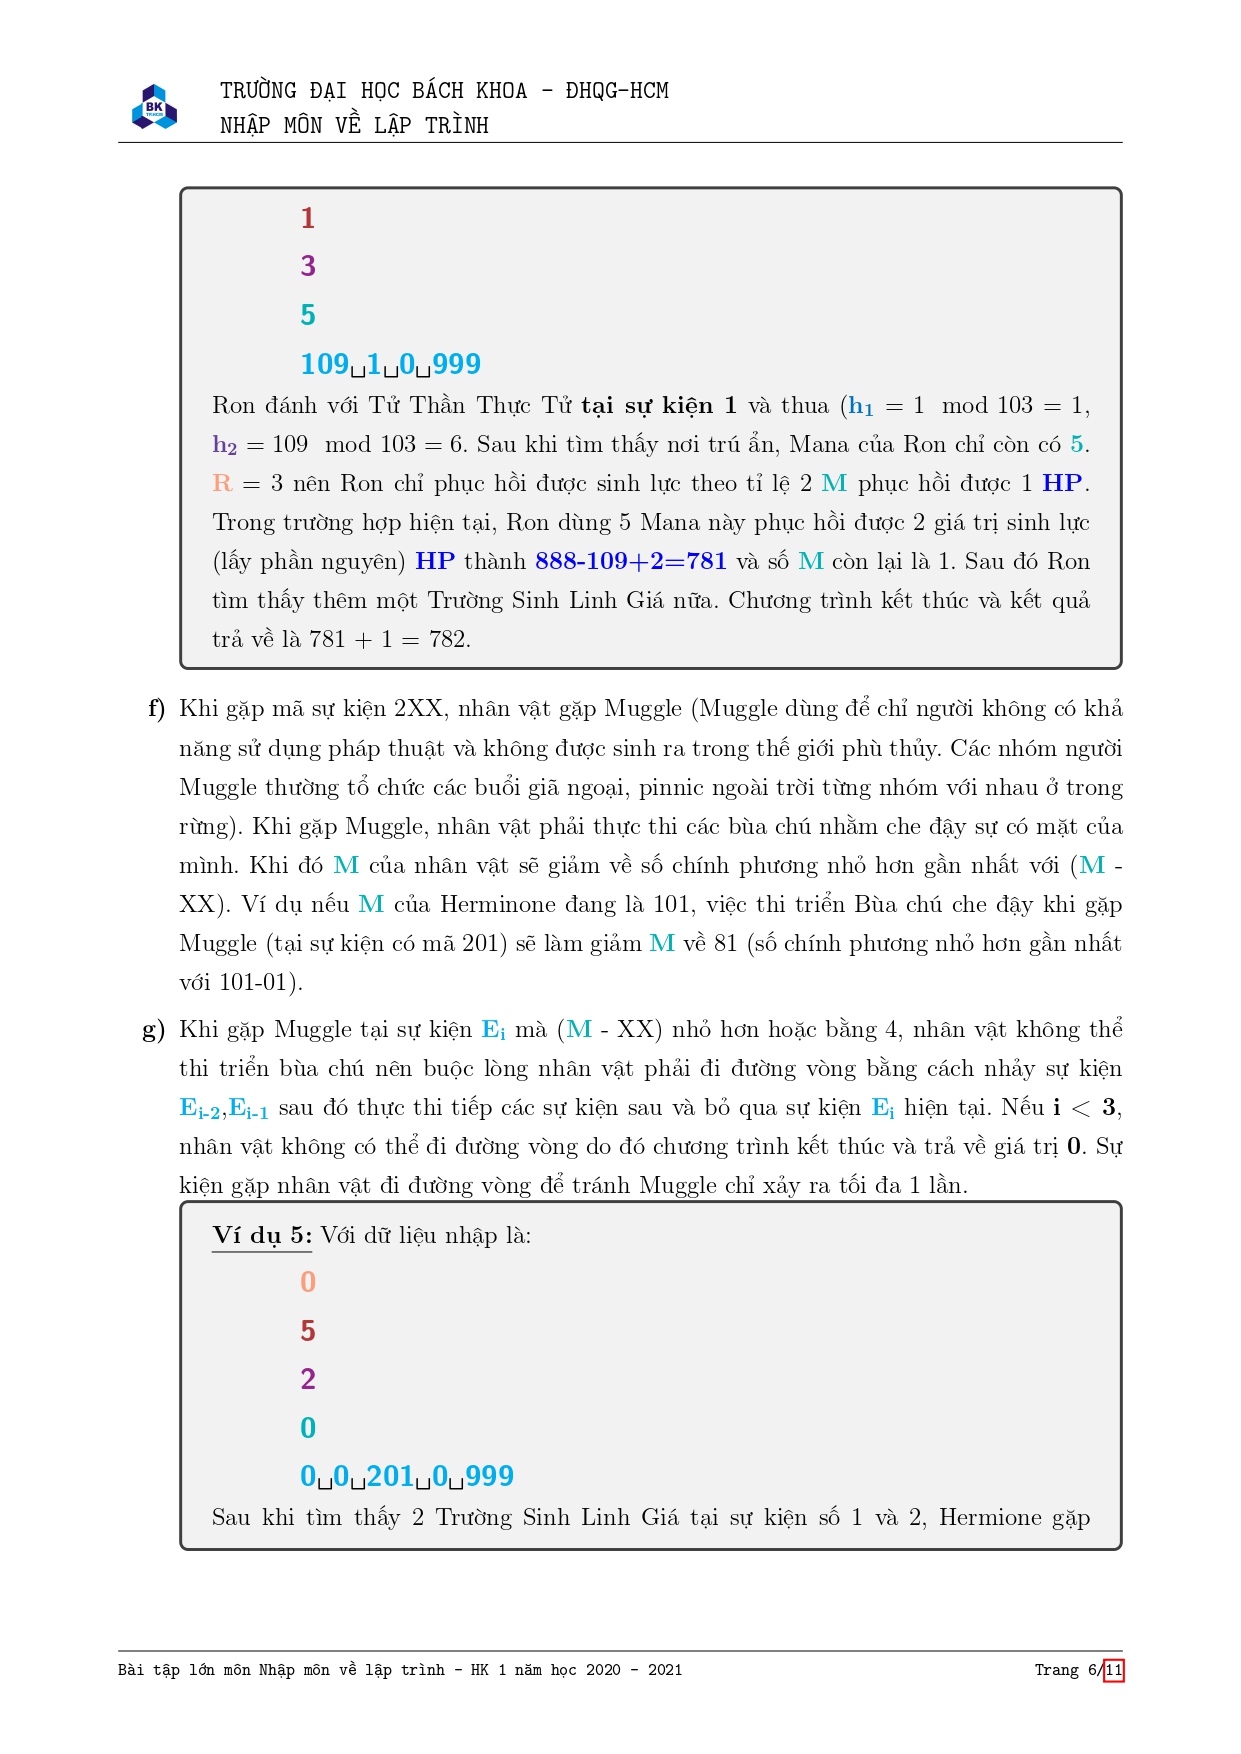 BK
TP.HCM
TRƯỜNG ĐẠI HỌC BÁCH KHOA - ĐHQG-HCM
NHẬP MÔN VỀ LẬP TRÌNH
1
3
5
109␣1␣0␣999
Ron đánh với Tử Thần Thực Tử tại sự kiện 1 và thua (h₁ = 1 mod 103 = 1,
h₂ = 109 mod 103 = 6. Sau khi tìm thấy nơi trú ẩn, Mana của Ron chỉ còn có 5.
R = 3 nên Ron chỉ phục hồi được sinh lực theo tỉ lệ 2 M phục hồi được 1 HP.
Trong trường hợp hiện tại, Ron dùng 5 Mana này phục hồi được 2 giá trị sinh lực
(lấy phần nguyên) HP thành 888-109+2=781 và số M còn lại là 1. Sau đó Ron
tìm thấy thêm một Trường Sinh Linh Giá nữa. Chương trình kết thúc và kết quả
trả về là 781 + 1 = 782.
f) Khi gặp mã sự kiện 2XX, nhân vật gặp Muggle (Muggle dùng để chỉ người không có khả
năng sử dụng pháp thuật và không được sinh ra trong thế giới phù thủy. Các nhóm người
Muggle thường tổ chức các buổi giã ngoại, pinnic ngoài trời từng nhóm với nhau ở trong
rừng). Khi gặp Muggle, nhân vật phải thực thi các bùa chú nhằm che đậy sự có mặt của
mình. Khi đó M của nhân vật sẽ giảm về số chính phương nhỏ hơn gần nhất với (M -
XX). Ví dụ nếu M của Herminone đang là 101, việc thi triển Bùa chú che đậy khi gặp
Muggle (tại sự kiện có mã 201) sẽ làm giảm M về 81 (số chính phương nhỏ hơn gần nhất
với 101-01).
g) Khi gặp Muggle tại sự kiện Eᵢ mà (M - XX) nhỏ hơn hoặc bằng 4, nhân vật không thể
thi triển bùa chú nên buộc lòng nhân vật phải đi đường vòng bằng cách nhảy sự kiện
Eᵢ₋₂,Eᵢ₋₁ sau đó thực thi tiếp các sự kiện sau và bỏ qua sự kiện Eᵢ hiện tại. Nếu i < 3,
nhân vật không có thể đi đường vòng do đó chương trình kết thúc và trả về giá trị 0. Sự
kiện gặp nhân vật đi đường vòng để tránh Muggle chỉ xảy ra tối đa 1 lần.
Ví dụ 5: Với dữ liệu nhập là:
0
5
2
0
0␣0␣201␣0␣999
Sau khi tìm thấy 2 Trường Sinh Linh Giá tại sự kiện số 1 và 2, Hermione gặp
Bài tập lớn môn Nhập môn về lập trình - HK 1 năm học 2020 - 2021
Trang 6/11